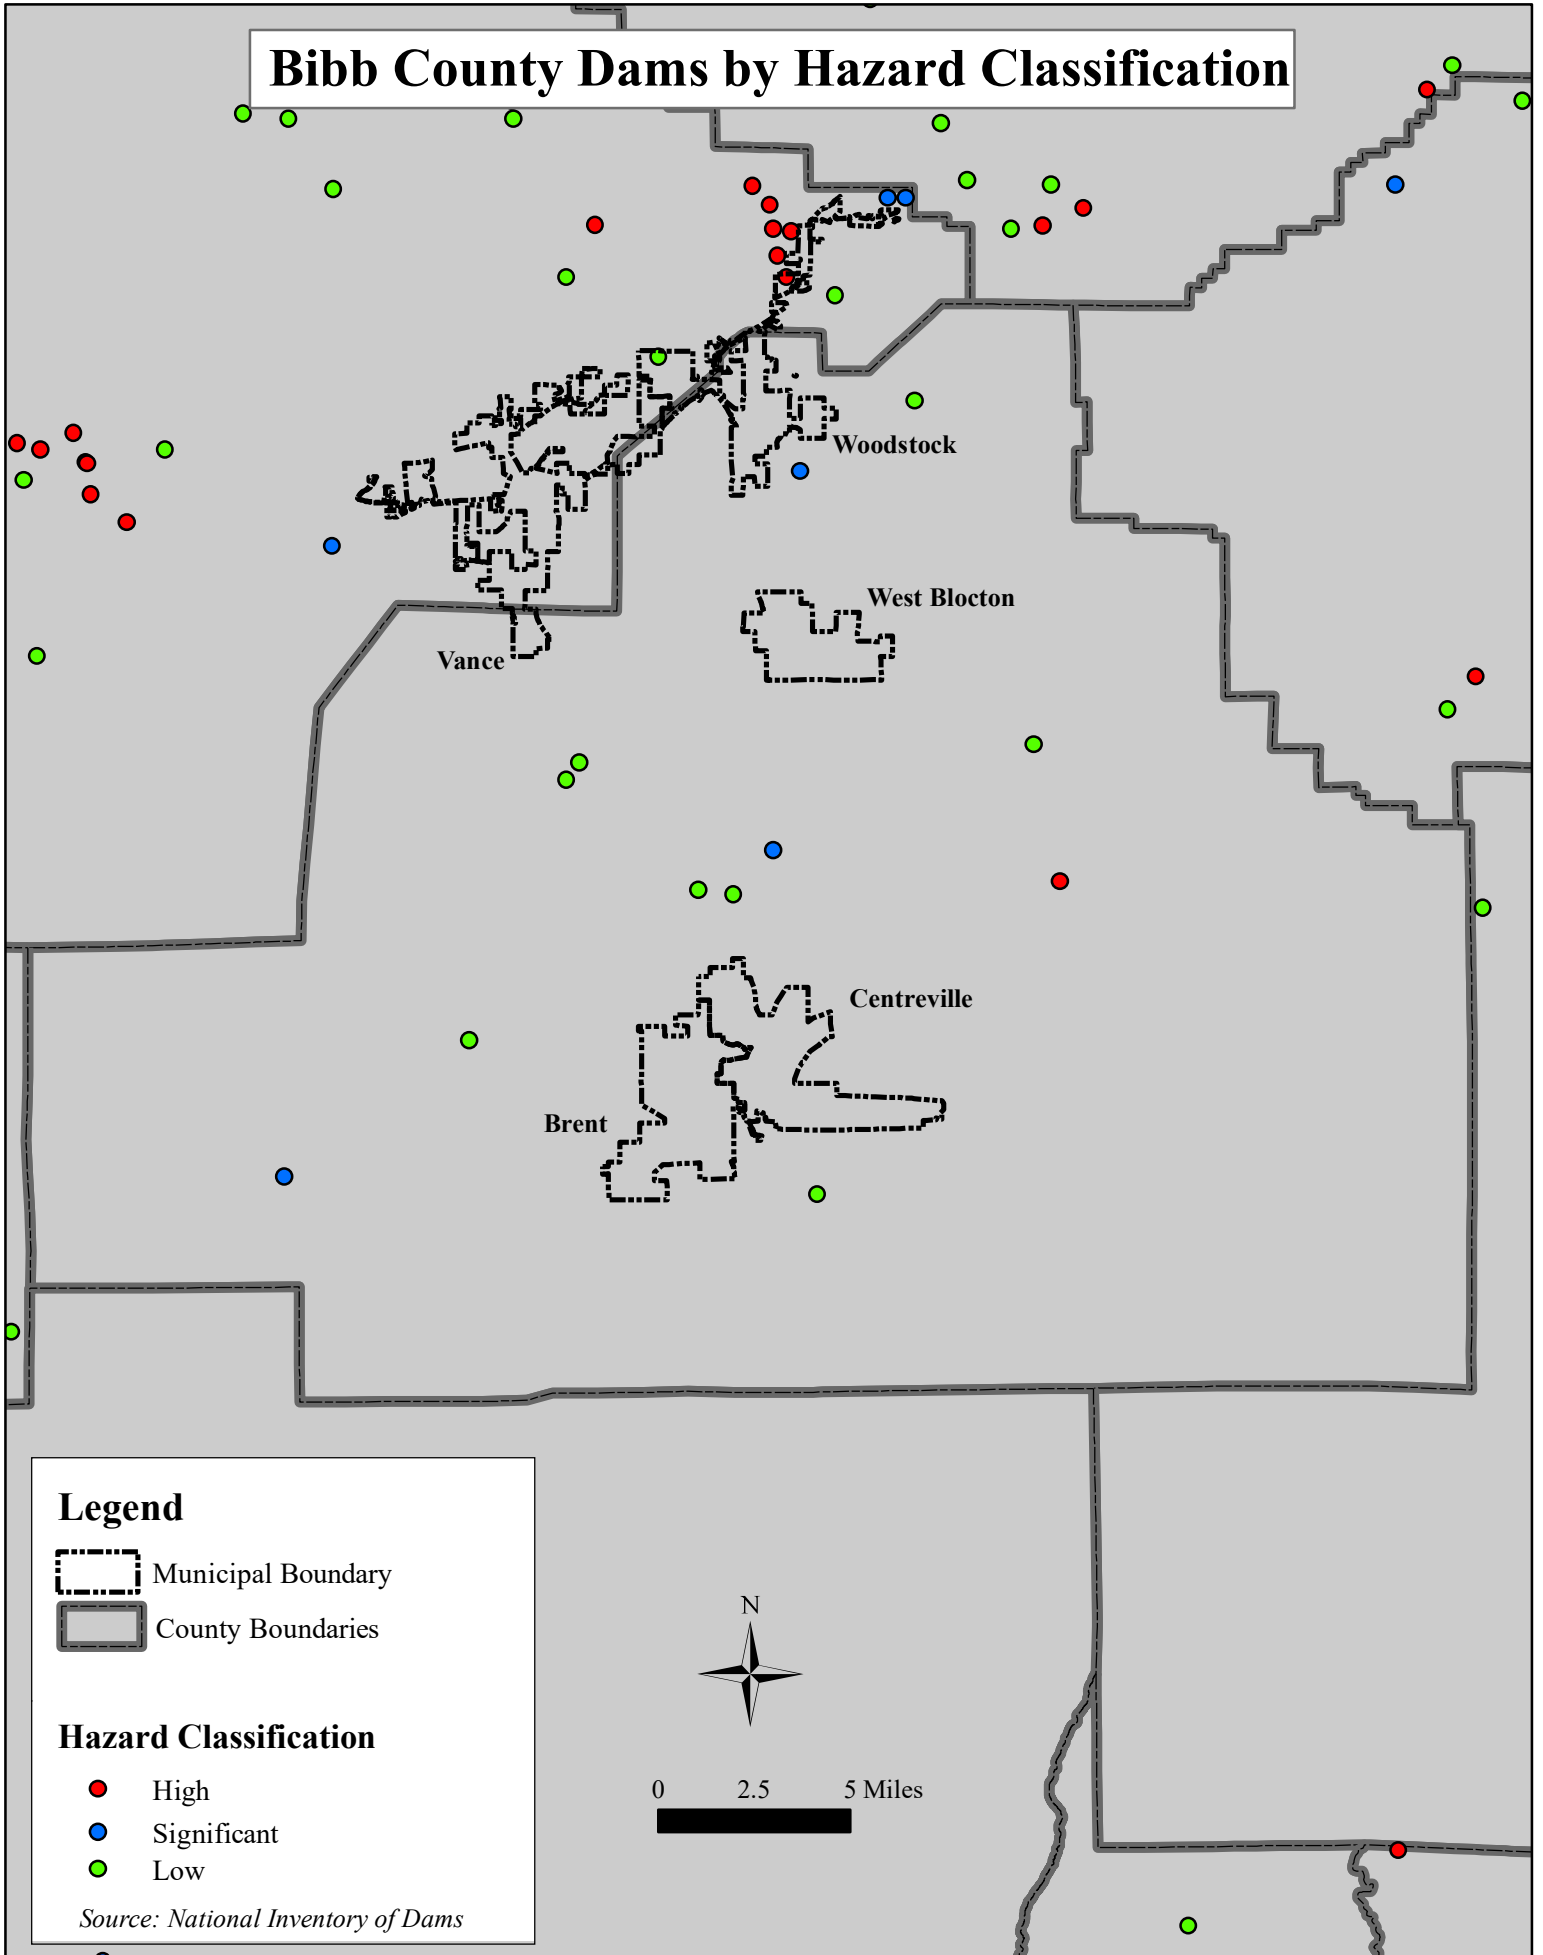 Bibb County Dams by Hazard Classification
Woodstock
West Blocton
Vance
Centreville
Brent
Legend
Municipal Boundary
County Boundaries
Hazard Classification
High
Significant
Low
Source: National Inventory of Dams
N
0 2.5 5 Miles